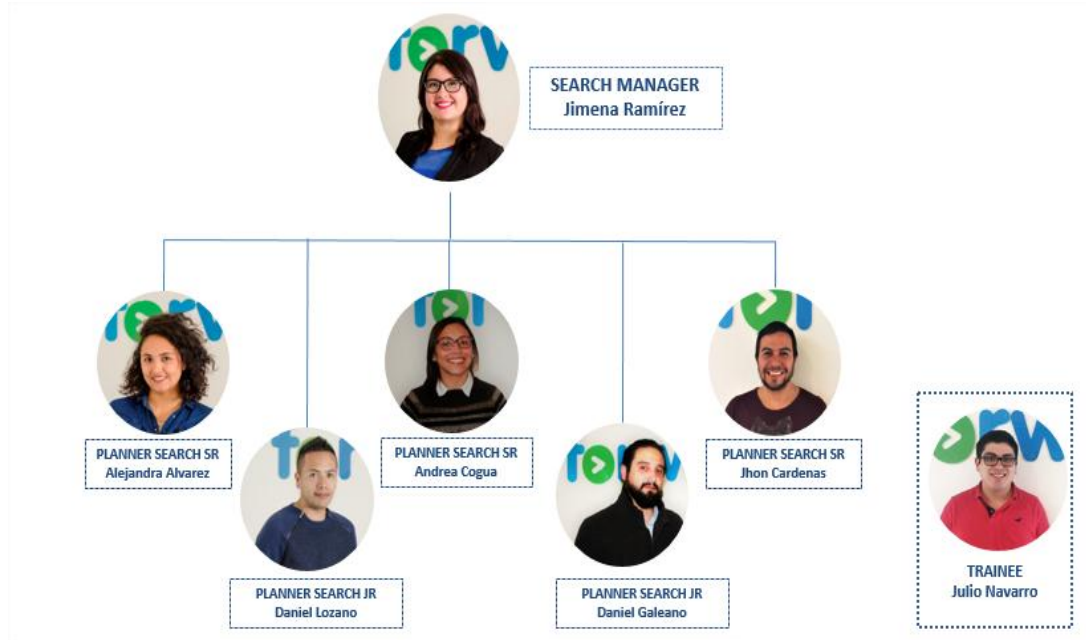 SEARCH MANAGER
Jimena Ramírez
PLANNER SEARCH SR
Alejandra Alvarez
PLANNER SEARCH SR
Andrea Cogua
PLANNER SEARCH SR
Jhon Cardenas
PLANNER SEARCH JR
Daniel Lozano
PLANNER SEARCH JR
Daniel Galeano
TRAINEE
Julio Navarro